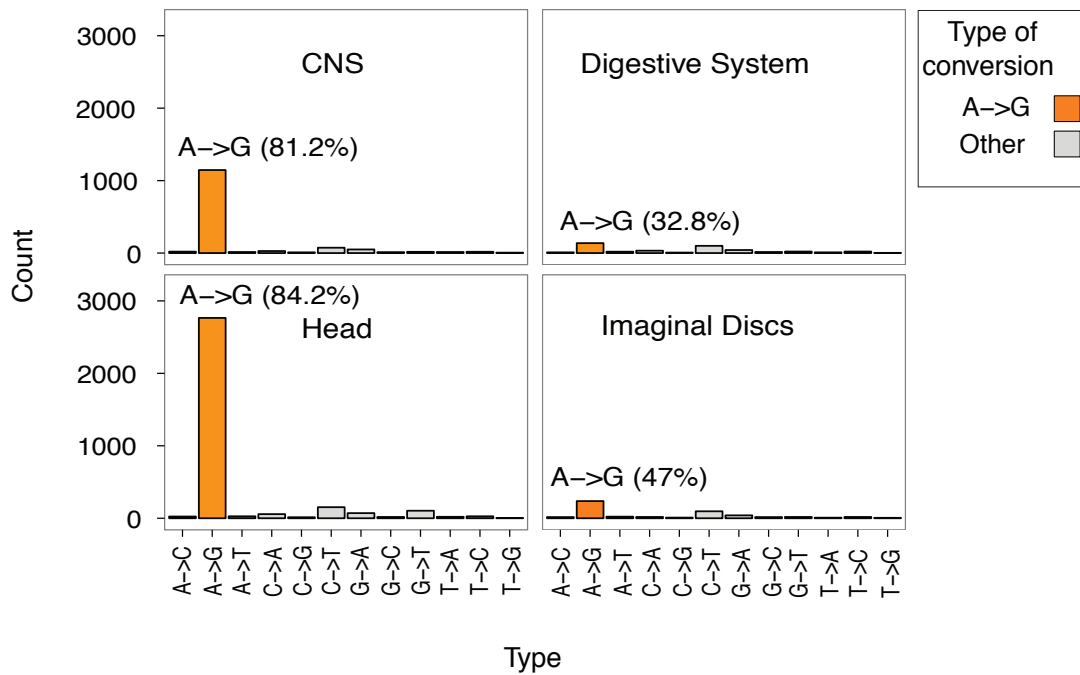 3000
2000
1000
0
CNS
A->G (81.2%)
Digestive System
A->G (32.8%)
Type of
conversion
A->G
Other
Count
3000
2000
1000
0
A->G (84.2%)
Head
Imaginal Discs
A->G (47%)
A->C
A->G
A->T
C->A
C->G
C->T
G->A
G->C
G->T
T->A
T->C
T->G
A->C
A->G
A->T
C->A
C->G
C->T
G->A
G->C
G->T
T->A
T->C
T->G
Type